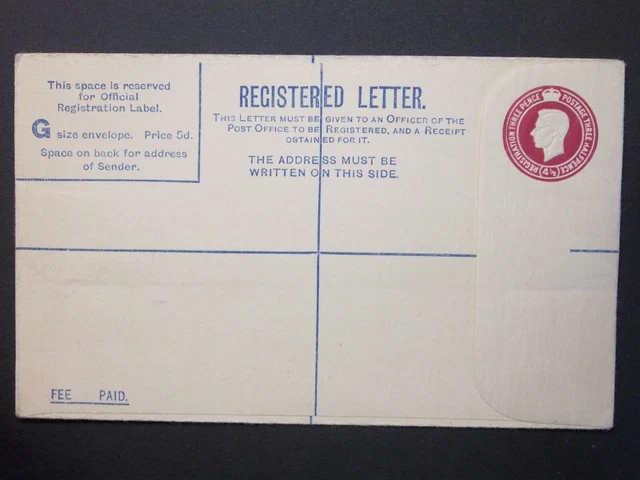 This space is reserved
for Official
Registration Label.
G size envelope. Price 5d.
Space on back for address
of Sender.
REGISTERED LETTER.
THIS LETTER MUST BE GIVEN TO AN OFFICER OF THE
POST OFFICE TO BE REGISTERED, AND A RECEIPT
OBTAINED FOR IT.
THE ADDRESS MUST BE
WRITTEN ON THIS SIDE.
REGISTRATION THREE PENCE
POSTAGE THREE HALFPENCE
(4½)
FEE PAID.